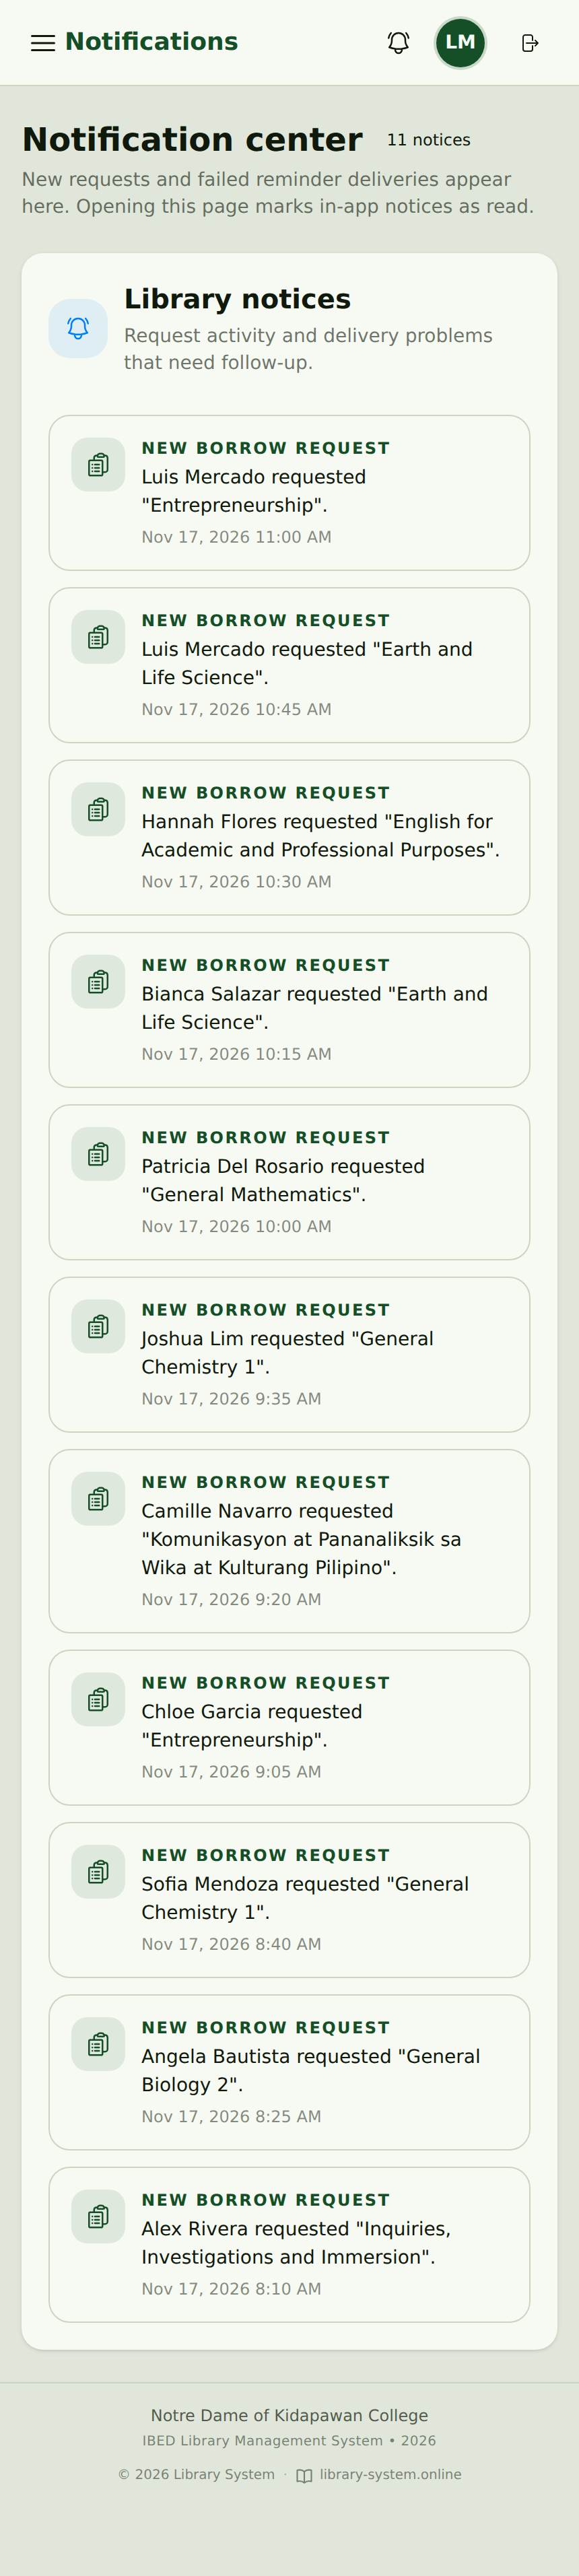 Notifications
LM
Notification center
11 notices
New requests and failed reminder deliveries appear
here. Opening this page marks in-app notices as read.
Library notices
Request activity and delivery problems
that need follow-up.
NEW BORROW REQUEST
Luis Mercado requested
"Entrepreneurship".
Nov 17, 2026 11:00 AM
NEW BORROW REQUEST
Luis Mercado requested "Earth and
Life Science".
Nov 17, 2026 10:45 AM
NEW BORROW REQUEST
Hannah Flores requested "English for
Academic and Professional Purposes".
Nov 17, 2026 10:30 AM
NEW BORROW REQUEST
Bianca Salazar requested "Earth and
Life Science".
Nov 17, 2026 10:15 AM
NEW BORROW REQUEST
Patricia Del Rosario requested
"General Mathematics".
Nov 17, 2026 10:00 AM
NEW BORROW REQUEST
Joshua Lim requested "General
Chemistry 1".
Nov 17, 2026 9:35 AM
NEW BORROW REQUEST
Camille Navarro requested
"Komunikasyon at Pananaliksik sa
Wika at Kulturang Pilipino".
Nov 17, 2026 9:20 AM
NEW BORROW REQUEST
Chloe Garcia requested
"Entrepreneurship".
Nov 17, 2026 9:05 AM
NEW BORROW REQUEST
Sofia Mendoza requested "General
Chemistry 1".
Nov 17, 2026 8:40 AM
NEW BORROW REQUEST
Angela Bautista requested "General
Biology 2".
Nov 17, 2026 8:25 AM
NEW BORROW REQUEST
Alex Rivera requested "Inquiries,
Investigations and Immersion".
Nov 17, 2026 8:10 AM
Notre Dame of Kidapawan College
IBED Library Management System • 2026
© 2026 Library System · library-system.online